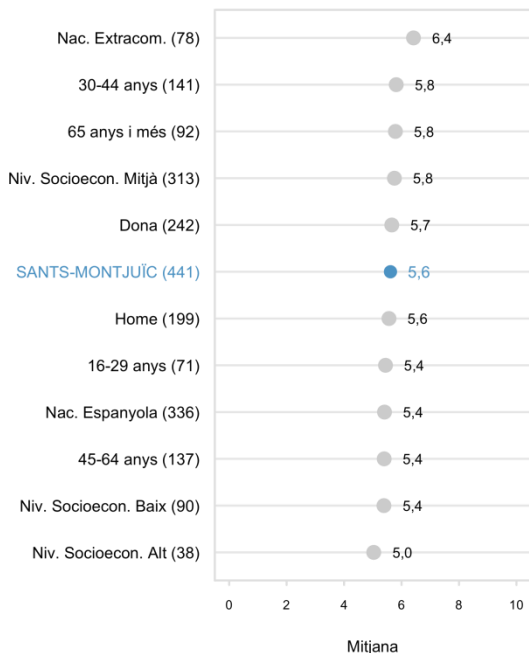 Nac. Extracom. (78) 6,4
30-44 anys (141) 5,8
65 anys i més (92) 5,8
Niv. Socioecon. Mitjà (313) 5,8
Dona (242) 5,7
SANTS-MONTJUÏC (441) 5,6
Home (199) 5,6
16-29 anys (71) 5,4
Nac. Espanyola (336) 5,4
45-64 anys (137) 5,4
Niv. Socioecon. Baix (90) 5,4
Niv. Socioecon. Alt (38) 5,0
0 2 4 6 8 10
Mitjana